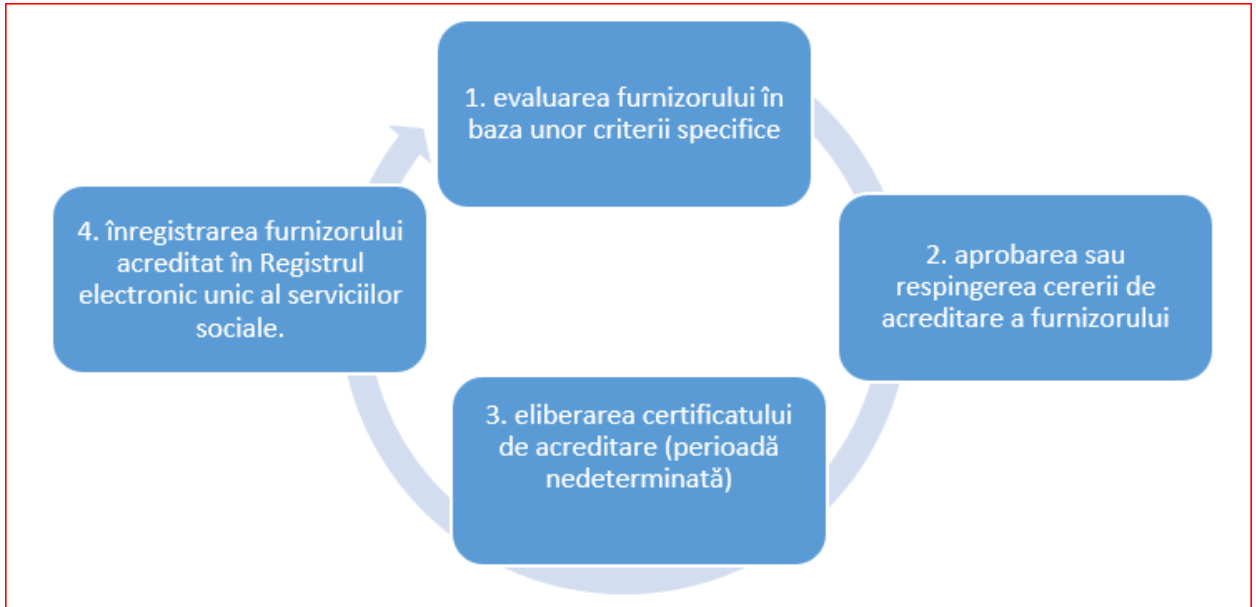 1. evaluarea furnizorului în
baza unor criterii specifice
2. aprobarea sau
respingerea cererii de
acreditare a furnizorului
3. eliberarea certificatului
de acreditare (perioadă
nedeterminată)
4. înregistrarea furnizorului
acreditat în Registrul
electronic unic al serviciilor
sociale.